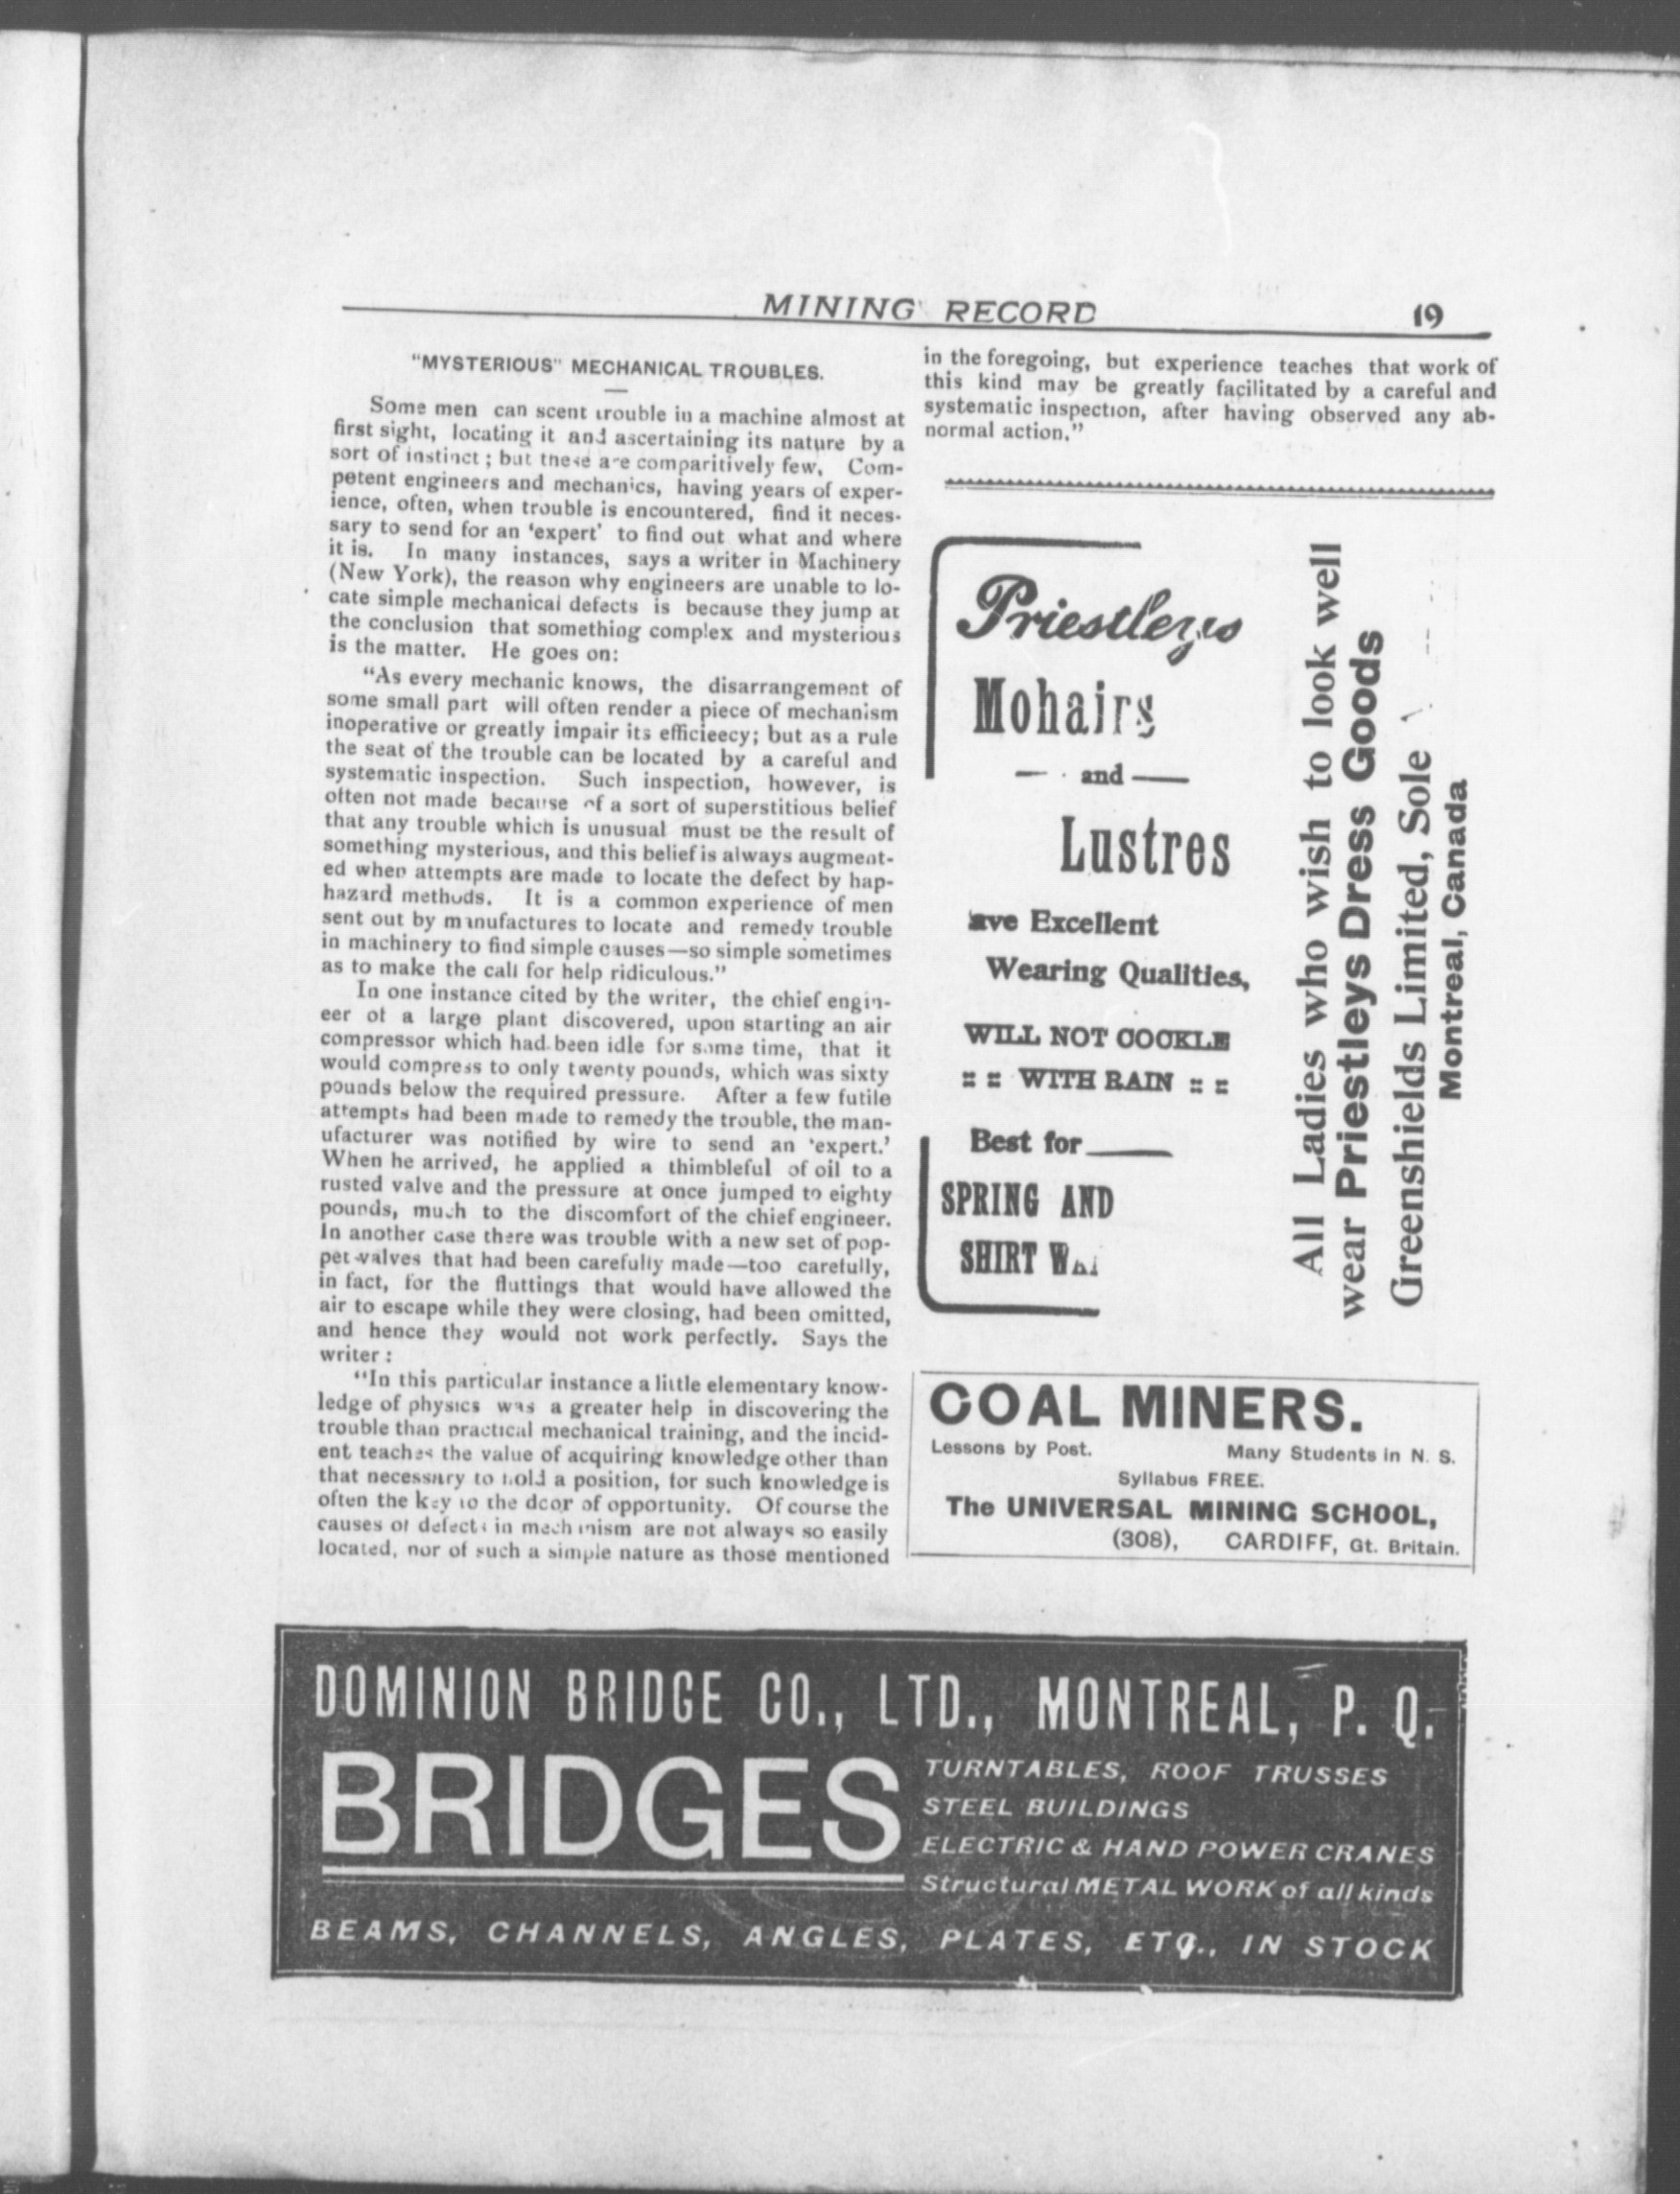 MINING RECORD 19
"MYSTERIOUS" MECHANICAL TROUBLES.
Some men can scent trouble in a machine almost at
first sight, locating it and ascertaining its nature by a
sort of instinct ; but these are comparitively few. Com-
petent engineers and mechanics, having years of exper-
ience, often, when trouble is encountered, find it neces-
sary to send for an 'expert' to find out what and where
it is. In many instances, says a writer in Machinery
(New York), the reason why engineers are unable to lo-
cate simple mechanical defects is because they jump at
the conclusion that something complex and mysterious
is the matter. He goes on:
"As every mechanic knows, the disarrangement of
some small part will often render a piece of mechanism
inoperative or greatly impair its efficieecy; but as a rule
the seat of the trouble can be located by a careful and
systematic inspection. Such inspection, however, is
often not made because of a sort of superstitious belief
that any trouble which is unusual must be the result of
something mysterious, and this belief is always augment-
ed when attempts are made to locate the defect by hap-
hazard methods. It is a common experience of men
sent out by manufactures to locate and remedy trouble
in machinery to find simple causes—so simple sometimes
as to make the call for help ridiculous."
In one instance cited by the writer, the chief engin-
eer of a large plant discovered, upon starting an air
compressor which had been idle for some time, that it
would compress to only twenty pounds, which was sixty
pounds below the required pressure. After a few futile
attempts had been made to remedy the trouble, the man-
ufacturer was notified by wire to send an 'expert.'
When he arrived, he applied a thimbleful of oil to a
rusted valve and the pressure at once jumped to eighty
pounds, much to the discomfort of the chief engineer.
In another case there was trouble with a new set of pop-
pet valves that had been carefully made—too carefully,
in fact, for the fluttings that would have allowed the
air to escape while they were closing, had been omitted,
and hence they would not work perfectly. Says the
writer :
"In this particular instance a little elementary know-
ledge of physics was a greater help in discovering the
trouble than practical mechanical training, and the incid-
ent teaches the value of acquiring knowledge other than
that necessary to hold a position, for such knowledge is
often the key to the door of opportunity. Of course the
causes of defects in mechanism are not always so easily
located, nor of such a simple nature as those mentioned
in the foregoing, but experience teaches that work of
this kind may be greatly facilitated by a careful and
systematic inspection, after having observed any ab-
normal action."
Priestleys
Mohairs
and
Lustres
ave Excellent
Wearing Qualities,
WILL NOT COCKLE
:: :: WITH RAIN :: ::
Best for
SPRING AND
SHIRT
All Ladies who wish to look well
wear Priestleys Dress Goods
Greenshields Limited, Sole
Montreal, Canada
COAL MINERS.
Lessons by Post. Many Students in N. S.
Syllabus FREE.
The UNIVERSAL MINING SCHOOL,
(308), CARDIFF, Gt. Britain.
DOMINION BRIDGE CO., LTD., MONTREAL, P. Q.
BRIDGES
TURNTABLES, ROOF TRUSSES
STEEL BUILDINGS
ELECTRIC & HAND POWER CRANES
Structural METAL WORK of all kinds
BEAMS, CHANNELS, ANGLES, PLATES, ETC., IN STOCK